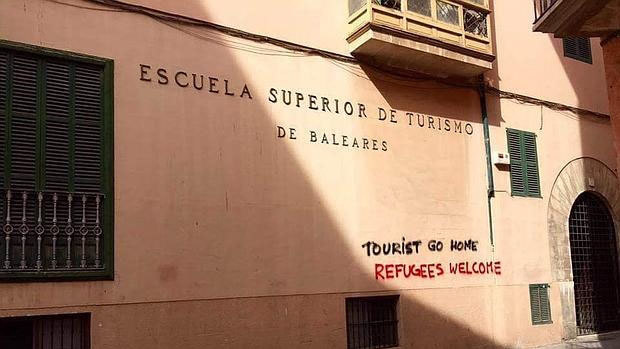 ESCUELA SUPERIOR DE TURISMO
DE BALEARES
TOURIST GO HOME
REFUGEES WELCOME